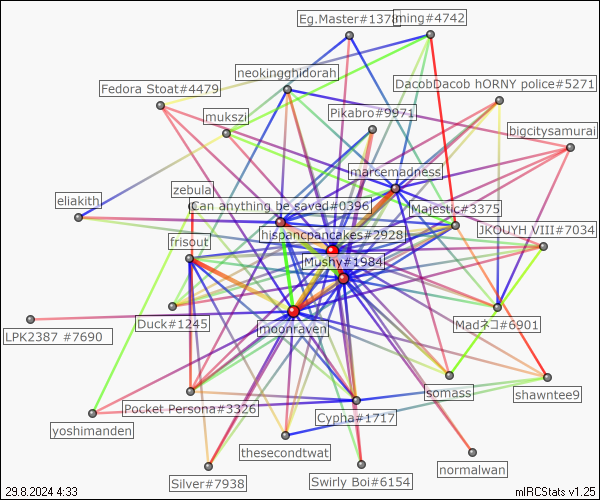 Eg.Master#1378
ming#4742
neokingghidorah
Fedora Stoat#4479
DacobDacob hORNY police#5271
mukszi
Pikabro#9971
bigcitysamurai
marcemadness
zebula
eliakith
Can anything be saved#0396
Majestic#3375
hispancpancakes#2928
JKOUYH VIII#7034
frisout
Mushy#1984
Duck#1245
moonraven
Madネコ#6901
LPK2387 #7690
somass
shawntee9
Pocket Persona#3326
Cypha#1717
yoshimanden
thesecondtwat
normalwan
Silver#7938
Swirly Boi#6154
29.8.2024 4:33
mIRCStats v1.25